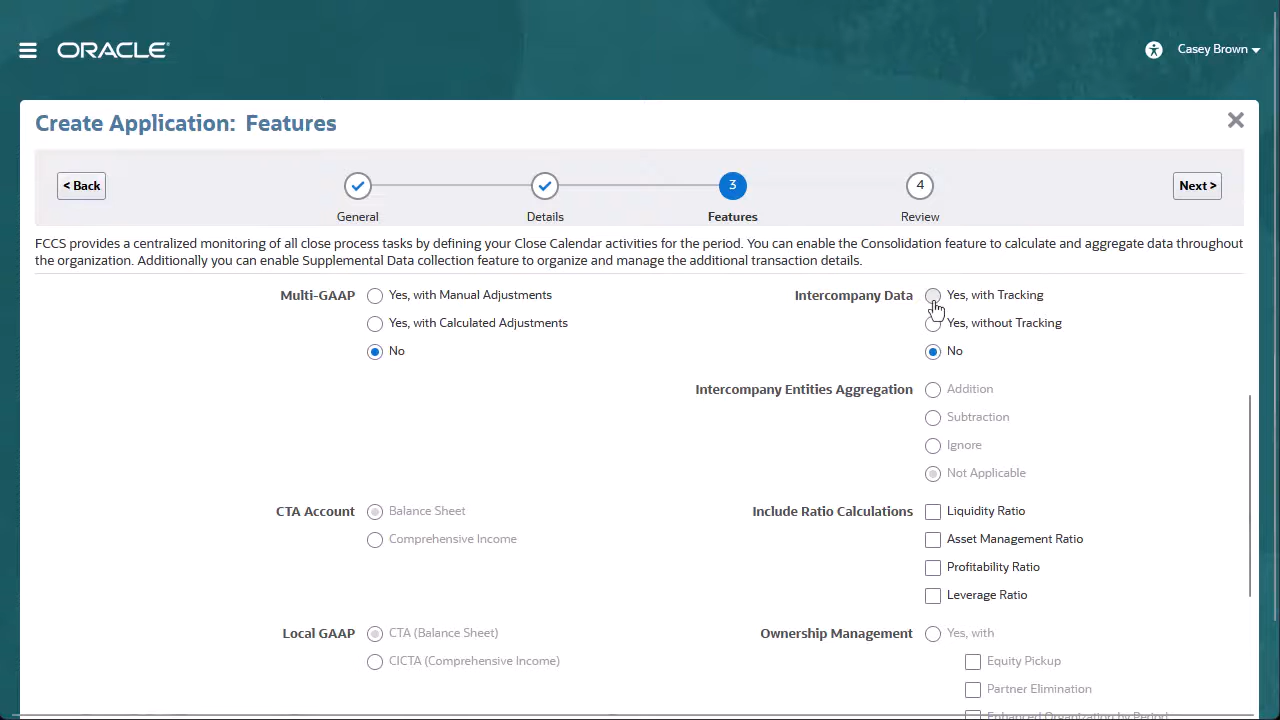 ORACLE
Casey Brown
Create Application: Features
< Back
3
4
Next >
General
Details
Features
Review
FCCS provides a centralized monitoring of all close process tasks by defining your Close Calendar activities for the period. You can enable the Consolidation feature to calculate and aggregate data throughout
the organization. Additionally you can enable Supplemental Data collection feature to organize and manage the additional transaction details.
Multi-GAAP
Yes, with Manual Adjustments
Yes, with Calculated Adjustments
No
Intercompany Data
Yes, with Tracking
Yes, without Tracking
No
Intercompany Entities Aggregation
Addition
Subtraction
Ignore
Not Applicable
CTA Account
Balance Sheet
Comprehensive Income
Include Ratio Calculations
Liquidity Ratio
Asset Management Ratio
Profitability Ratio
Leverage Ratio
Local GAAP
CTA (Balance Sheet)
CICTA (Comprehensive Income)
Ownership Management
Yes, with
Equity Pickup
Partner Elimination
Enhanced Organization by Period